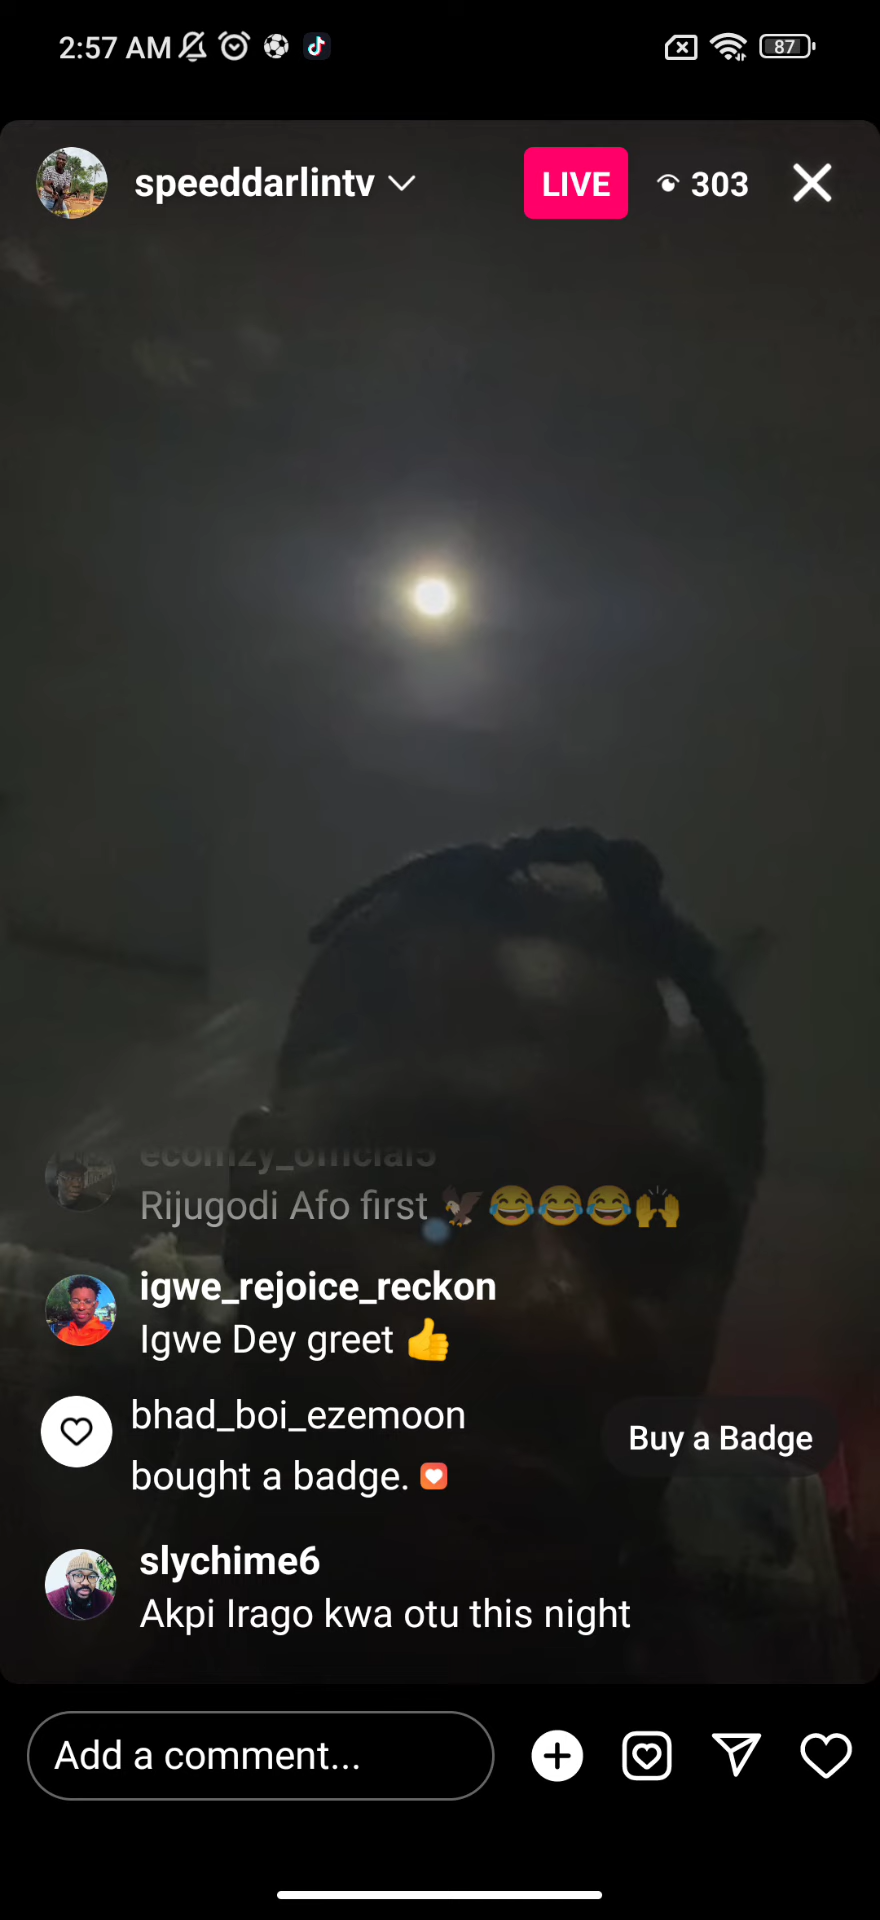 2:57 AM
87
speeddarlintv
LIVE
303
ecomzy_official5
Rijugodi Afo first 🦅😂😂😂🙌
igwe_rejoice_reckon
Igwe Dey greet 👍
bhad_boi_ezemoon
bought a badge.
Buy a Badge
slychime6
Akpi Irago kwa otu this night
Add a comment...